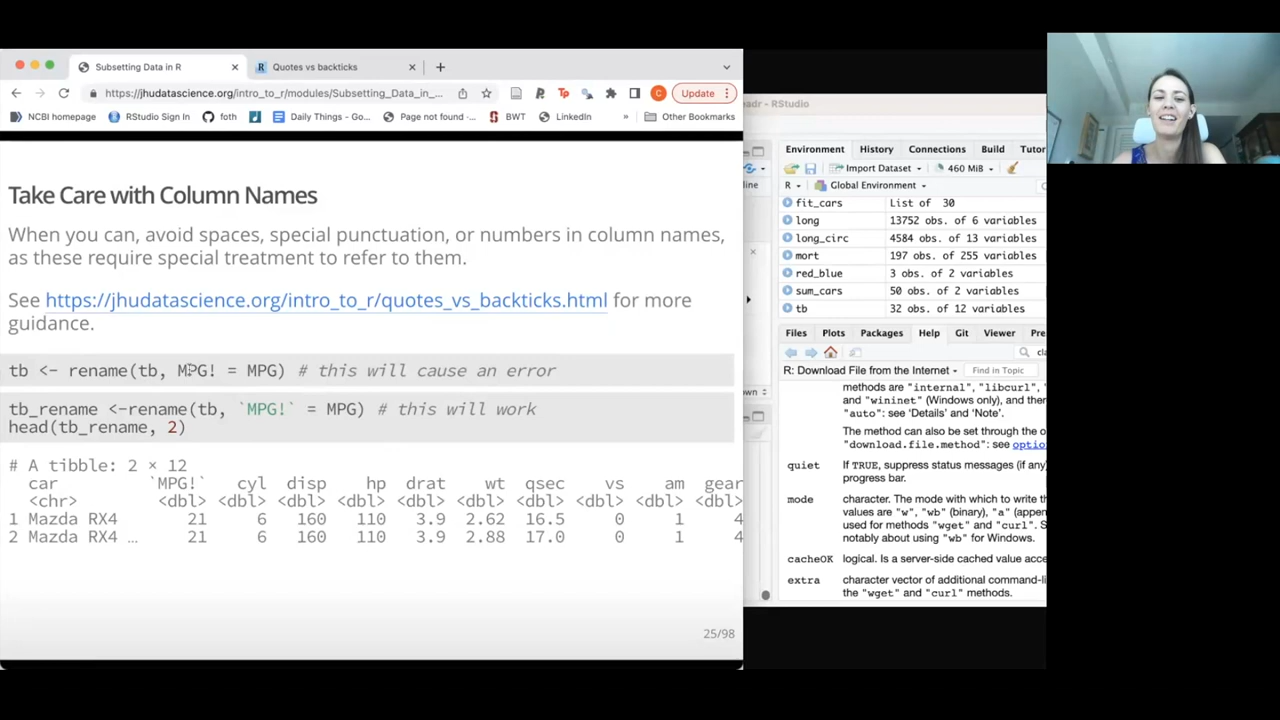 Subsetting Data in R
Quotes vs backticks
https://jhudatascience.org/intro_to_r/modules/Subsetting_Data_in_...
Update
NCBI homepage
RStudio Sign In
foth
Daily Things - Go...
Page not found -...
BWT
LinkedIn
»
Other Bookmarks
Take Care with Column Names
When you can, avoid spaces, special punctuation, or numbers in column names,
as these require special treatment to refer to them.
See https://jhudatascience.org/intro_to_r/quotes_vs_backticks.html for more
guidance.
tb <- rename(tb, MPG! = MPG) # this will cause an error
tb_rename <-rename(tb, `MPG!` = MPG) # this will work
head(tb_rename, 2)
# A tibble: 2 × 12
car `MPG!` cyl disp hp drat wt qsec vs am gear
<chr> <dbl> <dbl> <dbl> <dbl> <dbl> <dbl> <dbl> <dbl> <dbl> <dbl>
1 Mazda RX4 21 6 160 110 3.9 2.62 16.5 0 1 4
2 Mazda RX4 … 21 6 160 110 3.9 2.88 17.0 0 1 4
25/98
adr - RStudio
Environment History Connections Build Tutor
Import Dataset 460 MiB
R Global Environment
fit_cars List of 30
long 13752 obs. of 6 variables
long_circ 4584 obs. of 13 variables
mort 197 obs. of 255 variables
red_blue 3 obs. of 2 variables
sum_cars 50 obs. of 2 variables
tb 32 obs. of 12 variables
Files Plots Packages Help Git Viewer Pre
R: Download File from the Internet Find in Topic
methods are "internal", "libcurl",
and wininet (Windows only), and there
"auto": see 'Details' and 'Note'.
The method can also be set through the o
"download.file.method": see optio
quiet If TRUE, suppress status messages (if any)
progress bar.
mode character. The mode with which to write th
values are "w", "wb" (binary), "a" (appen
used for methods "wget" and "curl". S
notably about using "wb" for Windows.
cacheOK logical. Is a server-side cached value acce
extra character vector of additional command-li
the "wget" and "curl" methods.